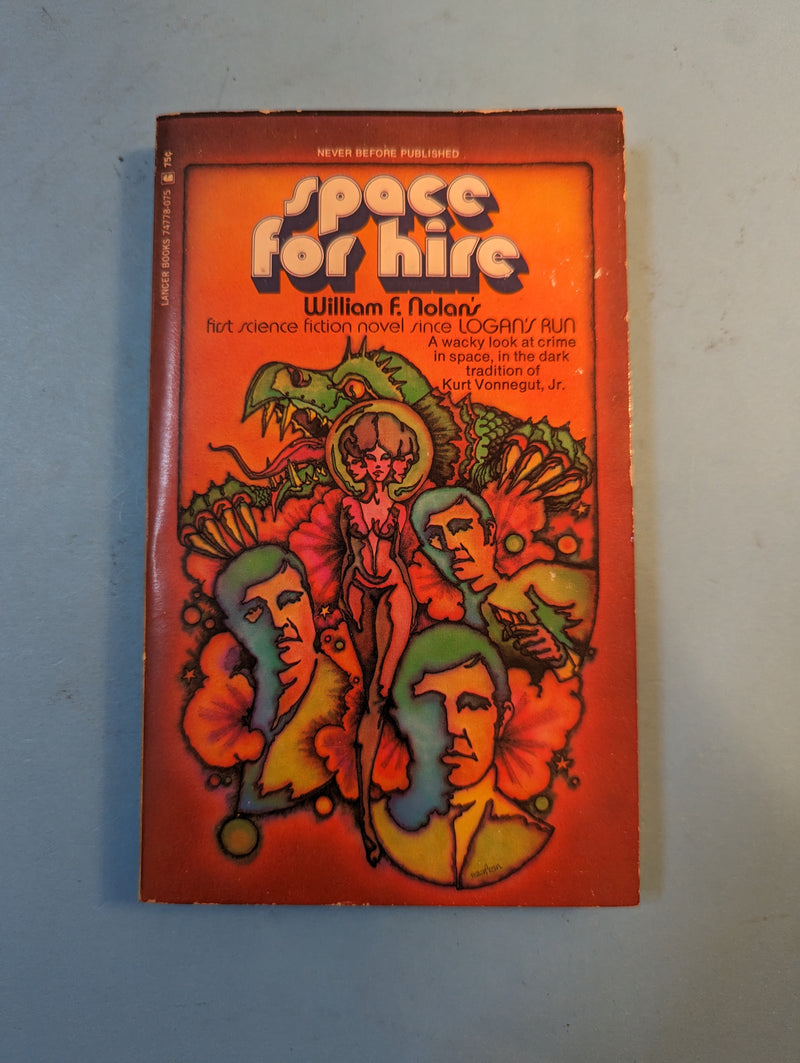 NEVER BEFORE PUBLISHED
LANCER BOOKS 74778-075 75¢
space
for hire
William F. Nolan's
first science fiction novel since LOGAN'S RUN
A wacky look at crime
in space, in the dark
tradition of
Kurt Vonnegut, Jr.